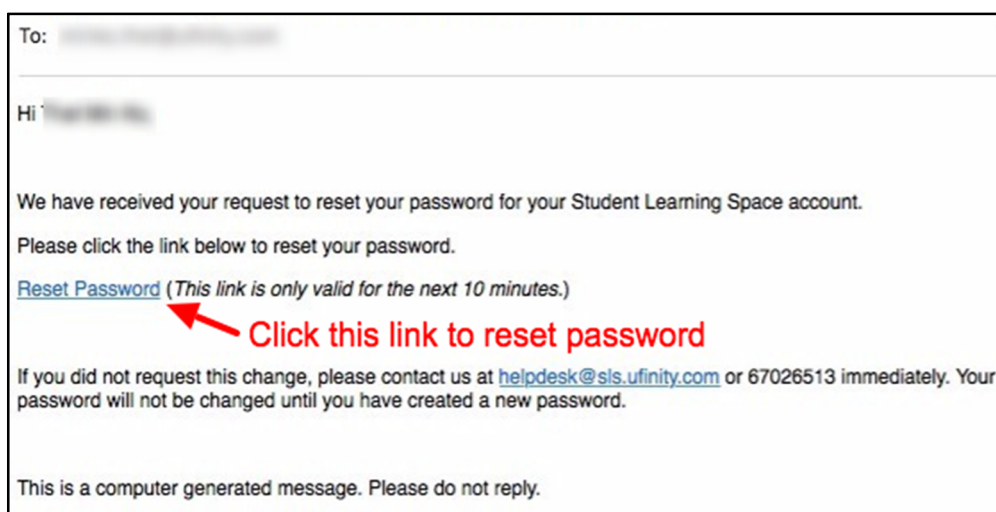 To:
Hi
We have received your request to reset your password for your Student Learning Space account.
Please click the link below to reset your password.
Reset Password (This link is only valid for the next 10 minutes.)
Click this link to reset password
If you did not request this change, please contact us at helpdesk@sls.ufinity.com or 67026513 immediately. Your
password will not be changed until you have created a new password.
This is a computer generated message. Please do not reply.